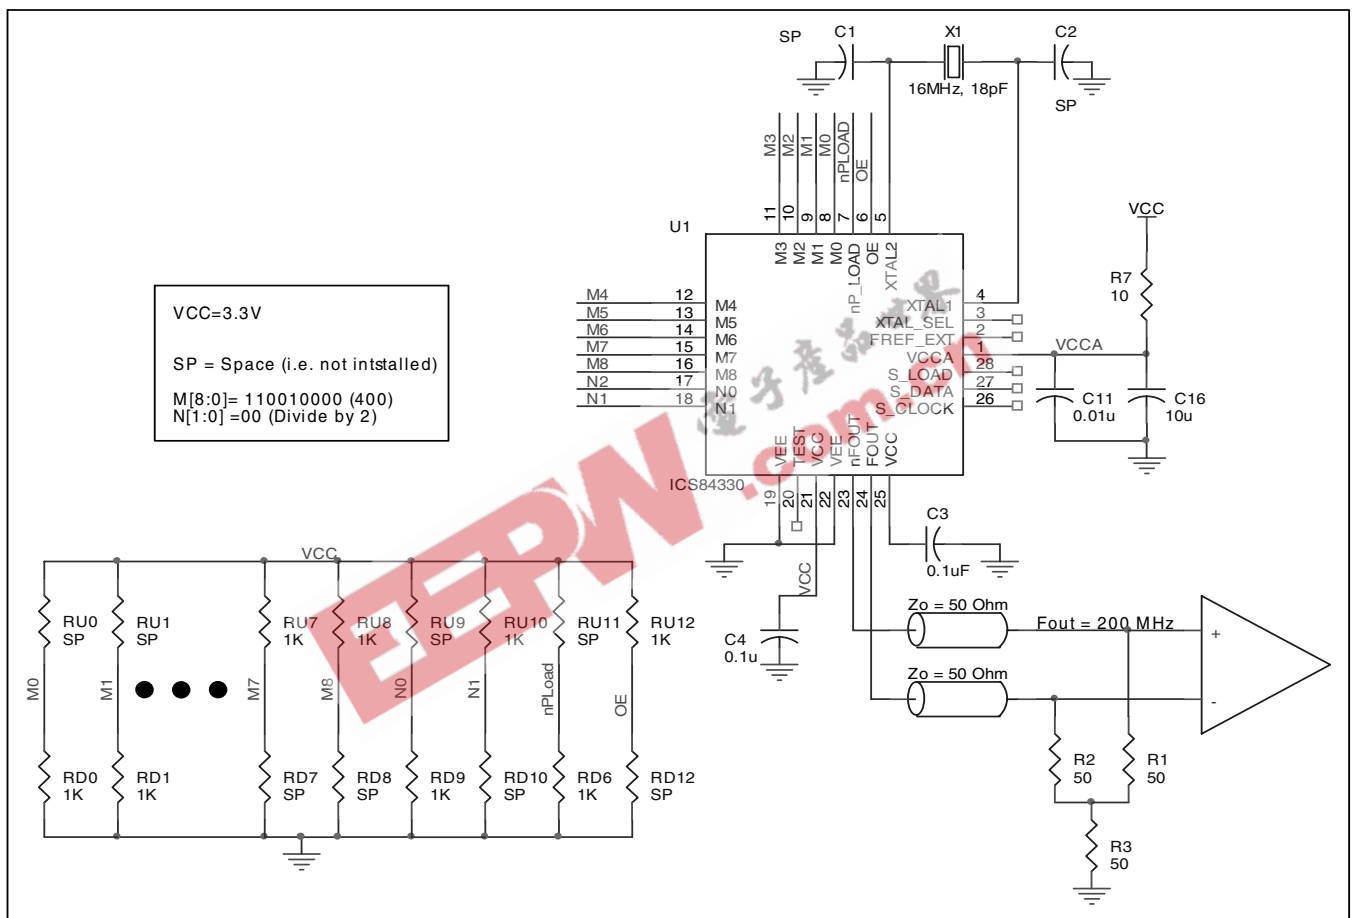 SP
C1
X1
C2
16MHz, 18pF
SP
M3
M2
M1
M0
nPLOAD
OE
11
10
9
8
7
6
5
U1
M3
M2
M1
M0
nP_LOAD
OE
XTAL2
VCC
R7
10
VCC=3.3V
SP = Space (i.e. not intstalled)
M[8:0]= 110010000 (400)
N[1:0] =00 (Divide by 2)
M4 12 M4
M5 13 M5
M6 14 M6
M7 15 M7
M8 16 M8
N2 17 N0
N1 18 N1
XTAL1 4
XTAL_SEL 3
FREF_EXT 2
VCCA 1 VCCA
S_LOAD 28
S_DATA 27
S_CLOCK 26
C11
0.01u
C16
10u
VEE
TEST
VCC
VEE
nFOUT
FOUT
VCC
ICS84330
19
20
21
22
23
24
25
C3
0.1uF
VCC
C4
0.1u
电子產品世界
EEPW.com.cn
VCC
RU0
SP
RU1
SP
RU7
1K
RU8
1K
RU9
SP
RU10
1K
RU11
SP
RU12
1K
M0
M1
M7
M8
N0
N1
nPLoad
OE
RD0
1K
RD1
1K
RD7
SP
RD8
SP
RD9
1K
RD10
SP
RD6
1K
RD12
SP
Zo = 50 Ohm
Fout = 200 MHz
Zo = 50 Ohm
+
-
R2
50
R1
50
R3
50